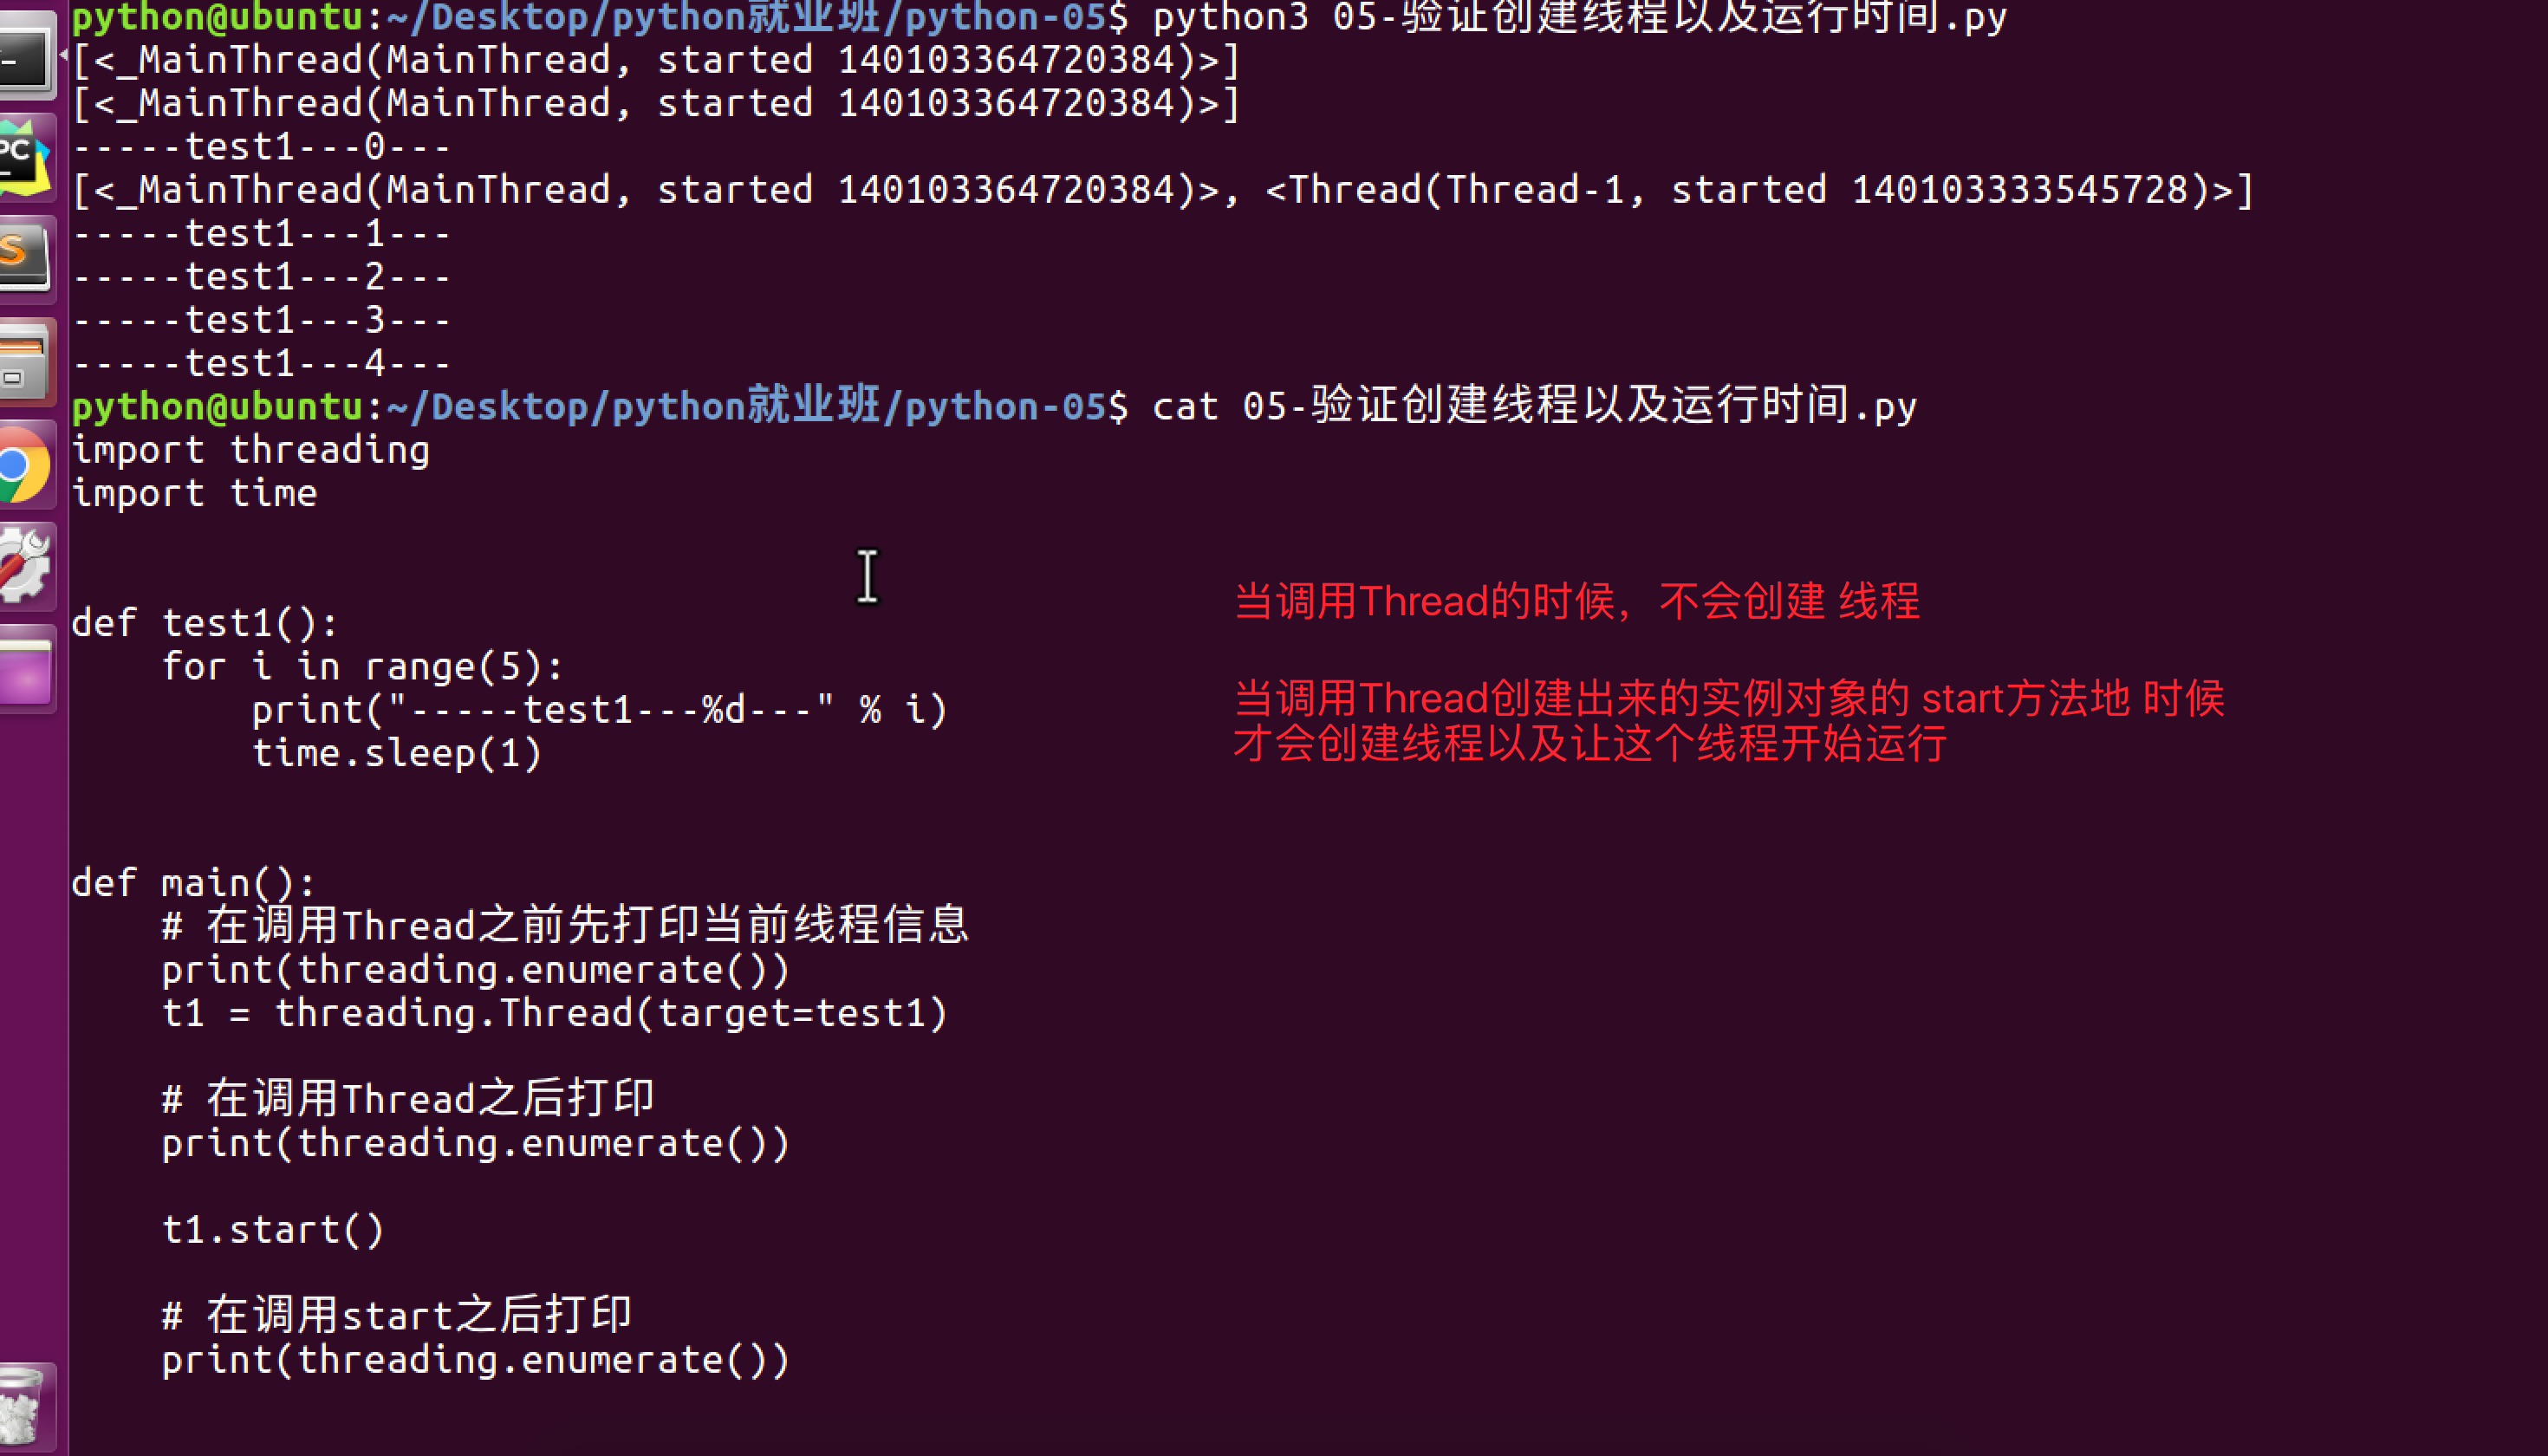 python@ubuntu:~/Desktop/python就业班/python-05$ python3 05-验证创建线程以及运行时间.py
[<_MainThread(MainThread, started 140103364720384)>]
[<_MainThread(MainThread, started 140103364720384)>]
-----test1---0---
[<_MainThread(MainThread, started 140103364720384)>, <Thread(Thread-1, started 140103333545728)>]
-----test1---1---
-----test1---2---
-----test1---3---
-----test1---4---
python@ubuntu:~/Desktop/python就业班/python-05$ cat 05-验证创建线程以及运行时间.py
import threading
import time
def test1():
    for i in range(5):
        print("-----test1---%d---" % i)
        time.sleep(1)
当调用Thread的时候，不会创建 线程
当调用Thread创建出来的实例对象的 start方法地 时候
才会创建线程以及让这个线程开始运行
def main():
    # 在调用Thread之前先打印当前线程信息
    print(threading.enumerate())
    t1 = threading.Thread(target=test1)
    # 在调用Thread之后打印
    print(threading.enumerate())
    t1.start()
    # 在调用start之后打印
    print(threading.enumerate())
PC
S